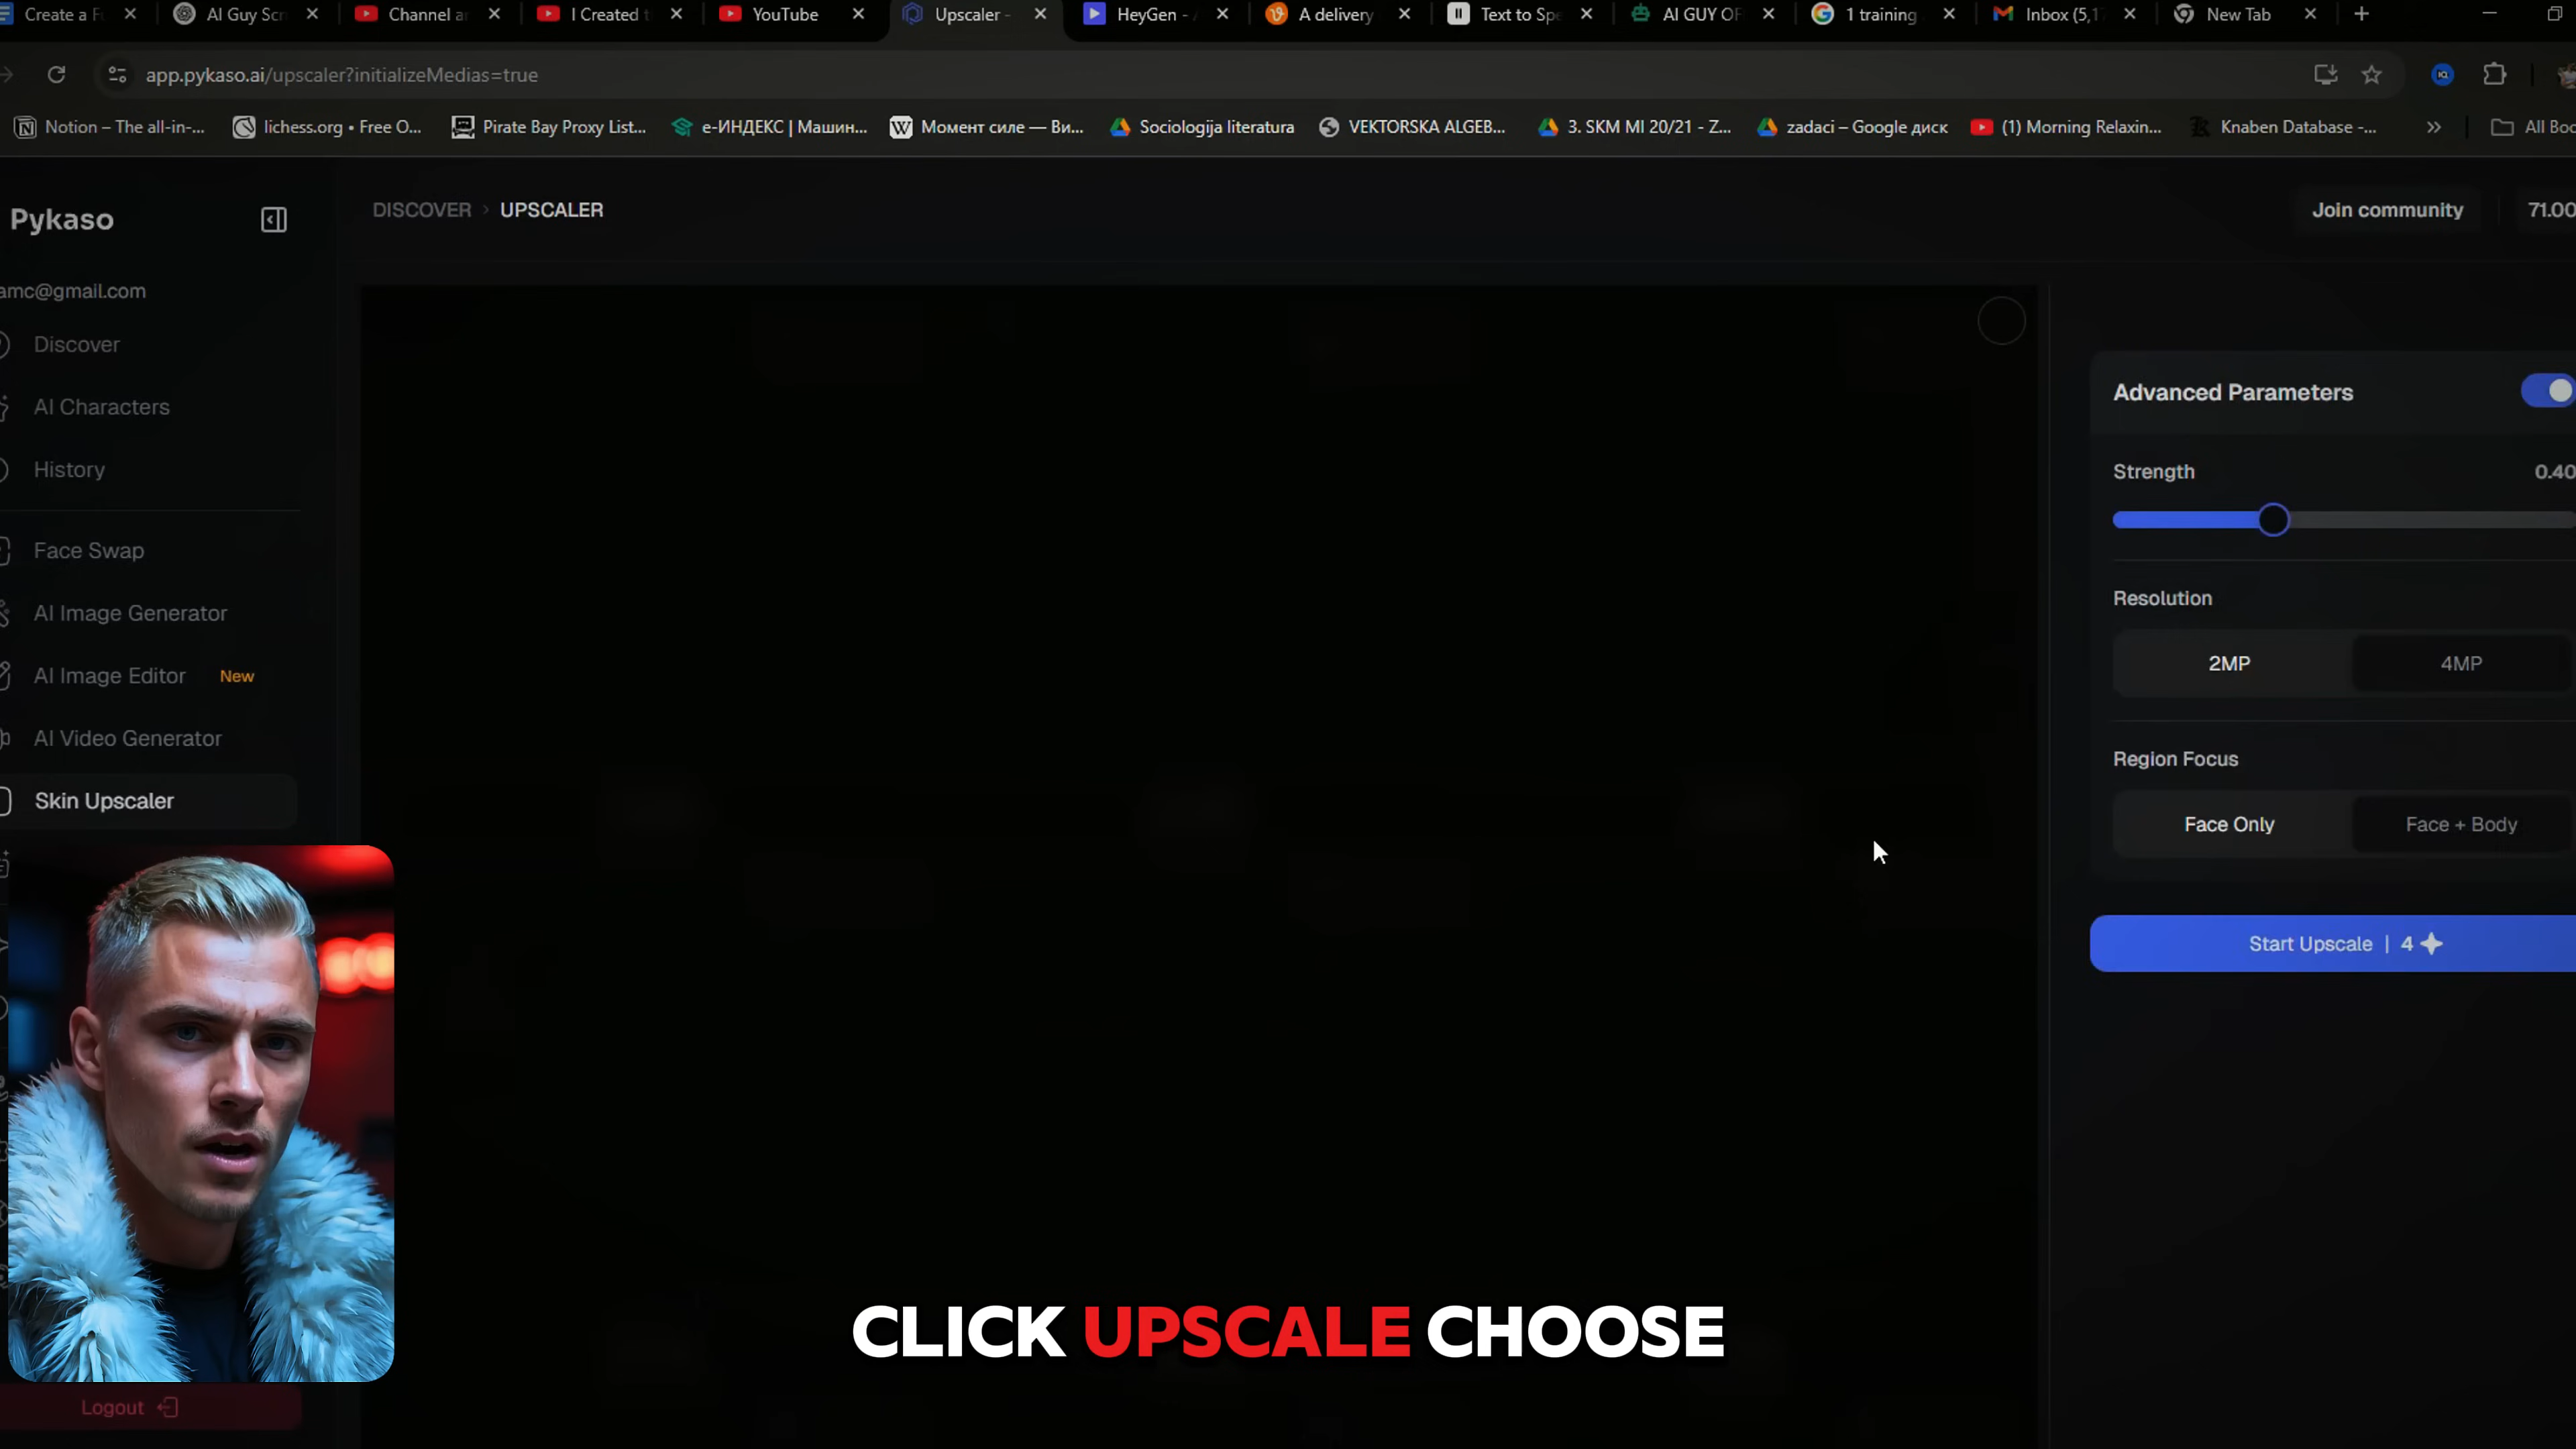 Create a Fu
AI Guy Scr
Channel an
I Created t
YouTube
Upscaler -
HeyGen - A
A delivery
Text to Spe
AI GUY OF
1 training
Inbox (5,17
New Tab
app.pykaso.ai/upscaler?initializeMedias=true
Notion – The all-in-...
lichess.org • Free O...
Pirate Bay Proxy List...
е-ИНДЕКС | Машин...
Момент силе — Ви...
Sociologija literatura
VEKTORSKA ALGEB...
3. SKM MI 20/21 - Z...
zadaci – Google диск
(1) Morning Relaxin...
Knaben Database -...
All Boo
Pykaso
DISCOVER › UPSCALER
Join community
71.00
amc@gmail.com
Discover
AI Characters
History
Face Swap
AI Image Generator
AI Image Editor New
AI Video Generator
Skin Upscaler
Logout
Advanced Parameters
Strength 0.40
Resolution
2MP 4MP
Region Focus
Face Only Face + Body
Start Upscale | 4
CLICK UPSCALE CHOOSE